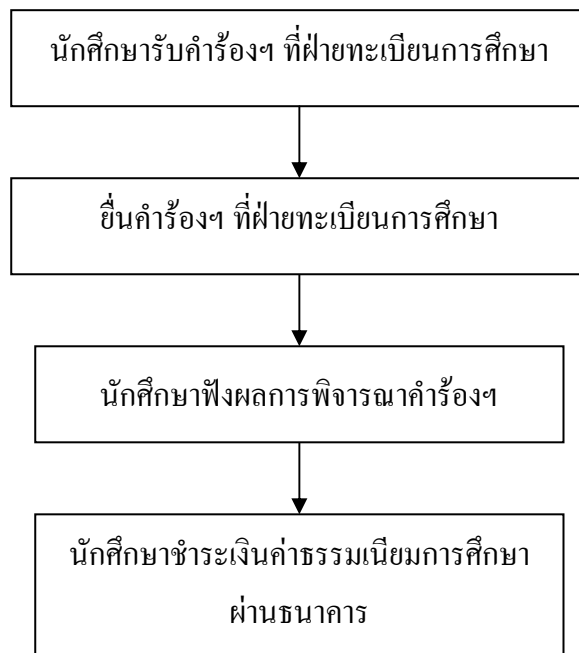 นักศึกษารับคำร้องฯ ที่ฝ่ายทะเบียนการศึกษา
ยื่นคำร้องฯ ที่ฝ่ายทะเบียนการศึกษา
นักศึกษาฟังผลการพิจารณาคำร้องฯ
นักศึกษาชำระเงินค่าธรรมเนียมการศึกษา
ผ่านธนาคาร